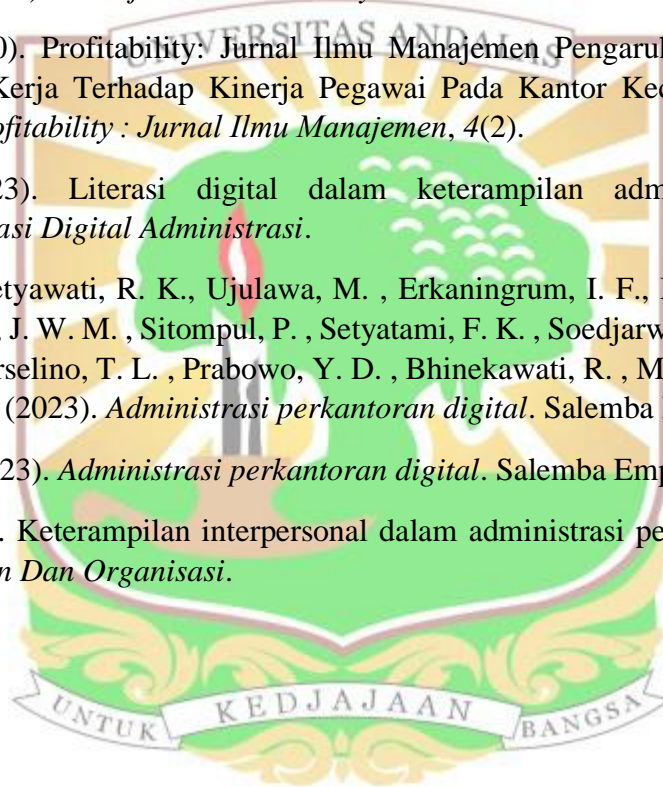 UNIVERSITAS ANDALAS
0). Profitability: Jurnal Ilmu Manajemen Pengaruh
Kerja Terhadap Kinerja Pegawai Pada Kantor Kec
ofitability : Jurnal Ilmu Manajemen, 4(2).
23). Literasi digital dalam keterampilan adm
asi Digital Administrasi.
etyawati, R. K., Ujulawa, M. , Erkaningrum, I. F.,
, J. W. M. , Sitompul, P. , Setyatami, F. K. , Soedjarw
rselino, T. L. , Prabowo, Y. D. , Bhinekawati, R. , M
(2023). Administrasi perkantoran digital. Salemba
23). Administrasi perkantoran digital. Salemba Emp
. Keterampilan interpersonal dalam administrasi pe
n Dan Organisasi.
UNTUK KEDJAJAAN BANGSA